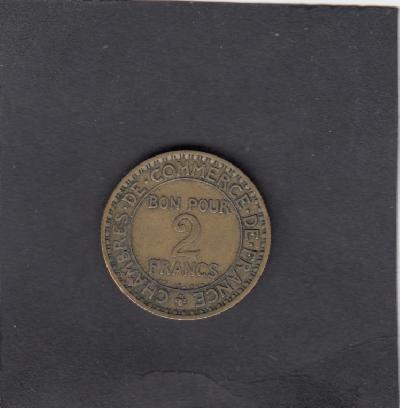 CHAMBRES·DE·COMMERCE·DE·FRANCE
BON POUR
2
FRANCS